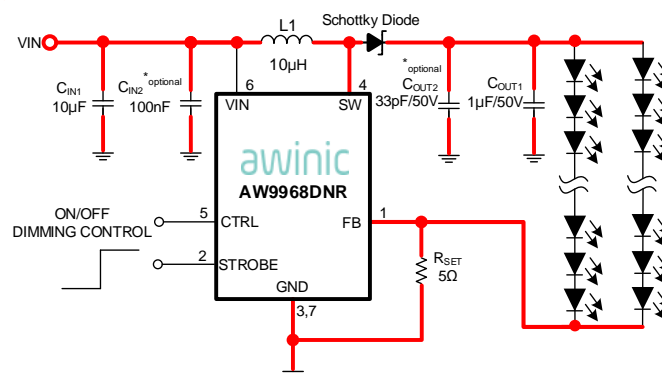 VIN
L1
10µH
Schottky Diode
CIN1
10µF
*optional
CIN2
100nF
6
VIN
4
SW
*optional
COUT2
33pF/50V
COUT1
1µF/50V
awinic
AW9968DNR
ON/OFF
DIMMING CONTROL
5
CTRL
2
STROBE
FB
1
GND
3,7
RSET
5Ω